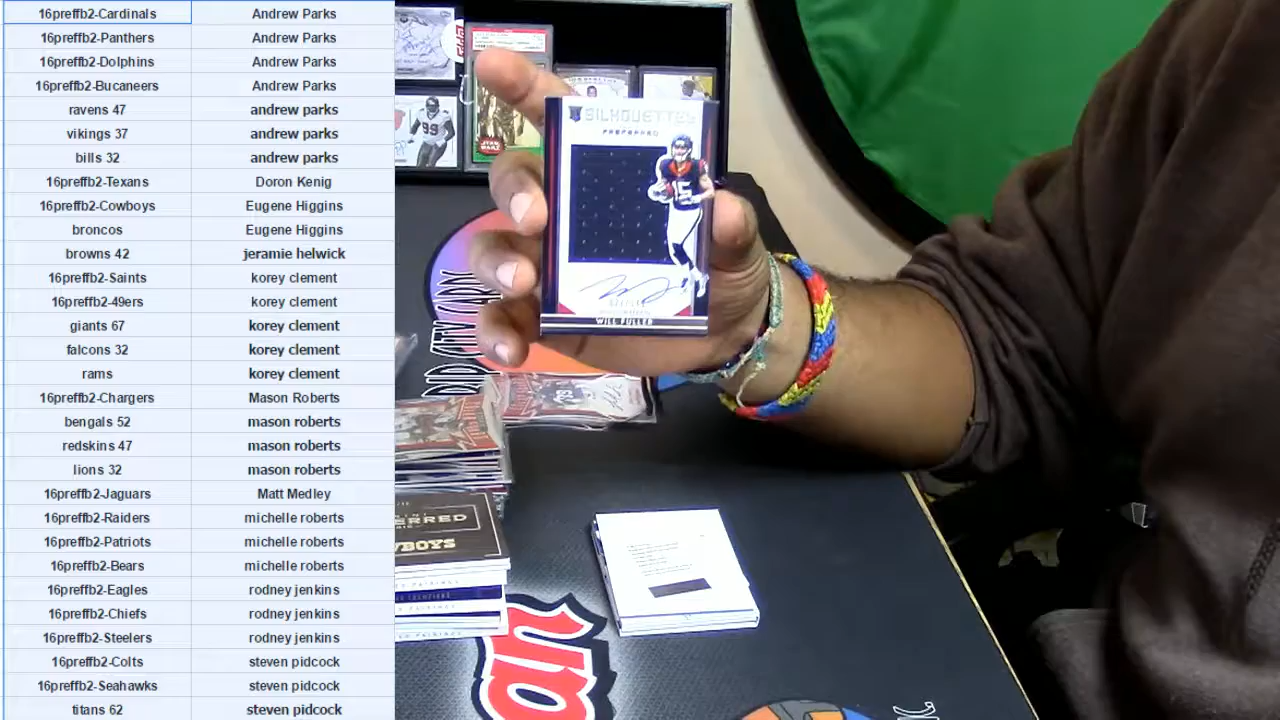 16preffb2-Cardinals Andrew Parks
16preffb2-Panthers Andrew Parks
16preffb2-Dolphins Andrew Parks
16preffb2-Bucaneers Andrew Parks
ravens 47 andrew parks
vikings 37 andrew parks
bills 32 andrew parks
16preffb2-Texans Doron Kenig
16preffb2-Cowboys Eugene Higgins
broncos Eugene Higgins
browns 42 jeramie helwick
16preffb2-Saints korey clement
16preffb2-49ers korey clement
giants 67 korey clement
falcons 32 korey clement
rams korey clement
16preffb2-Chargers Mason Roberts
bengals 52 mason roberts
redskins 47 mason roberts
lions 32 mason roberts
16preffb2-Jaguars Matt Medley
16preffb2-Raiders michelle roberts
16preffb2-Patriots michelle roberts
16preffb2-Bears michelle roberts
16preffb2-Eagles rodney jenkins
16preffb2-Chiefs rodney jenkins
16preffb2-Steelers rodney jenkins
16preffb2-Colts steven pidcock
16preffb2-Seahawks steven pidcock
titans 62 steven pidcock
SILHOUETTES
PREFERRED
15
WILL FULLER
99
STAR WARS
RIP CITY CARDS